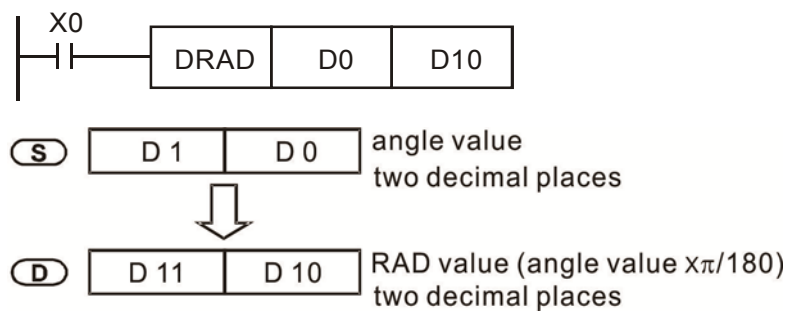 X0
DRAD D0 D10
S D 1 D 0 angle value
two decimal places
D D 11 D 10 RAD value (angle value xπ/180)
two decimal places